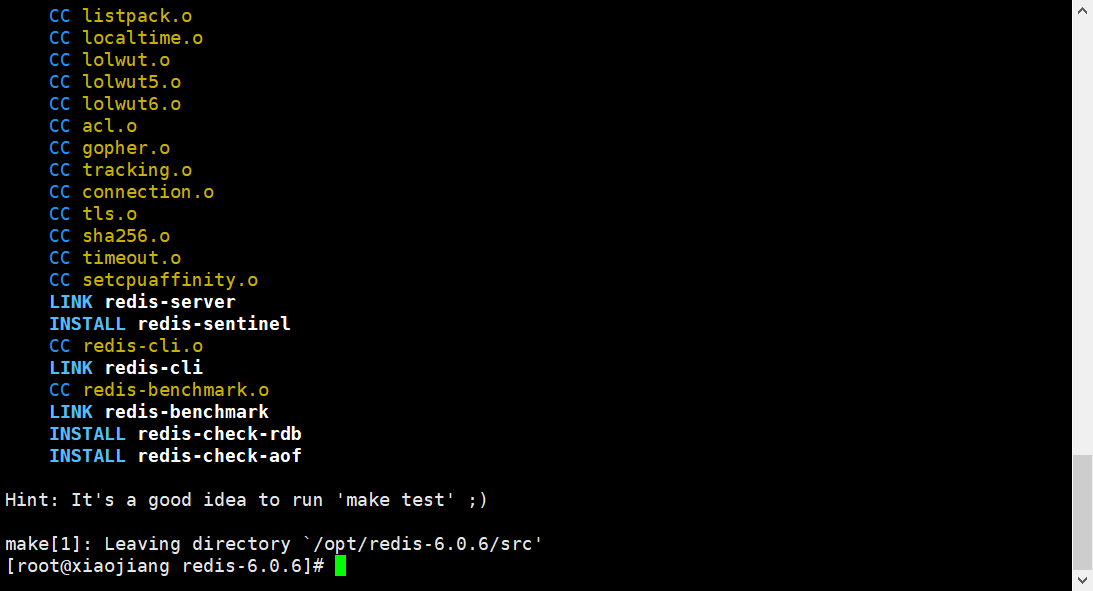 CC listpack.o
CC localtime.o
CC lolwut.o
CC lolwut5.o
CC lolwut6.o
CC acl.o
CC gopher.o
CC tracking.o
CC connection.o
CC tls.o
CC sha256.o
CC timeout.o
CC setcpuaffinity.o
LINK redis-server
INSTALL redis-sentinel
CC redis-cli.o
LINK redis-cli
CC redis-benchmark.o
LINK redis-benchmark
INSTALL redis-check-rdb
INSTALL redis-check-aof
Hint: It's a good idea to run 'make test' ;)
make[1]: Leaving directory `/opt/redis-6.0.6/src'
[root@xiaojiang redis-6.0.6]#